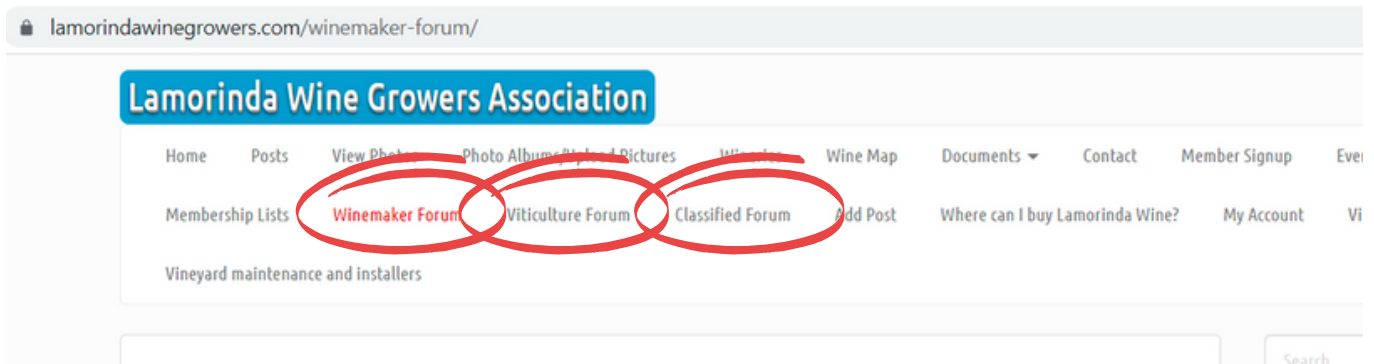 lamorindawinegrowers.com/winemaker-forum/
Lamorinda Wine Growers Association
Home Posts View Photos Photo Albums/Upload Pictures Wineries Wine Map Documents Contact Member Signup
Membership Lists Winemaker Forum Viticulture Forum Classified Forum Add Post Where can I buy Lamorinda Wine? My Account
Vineyard maintenance and installers
Search